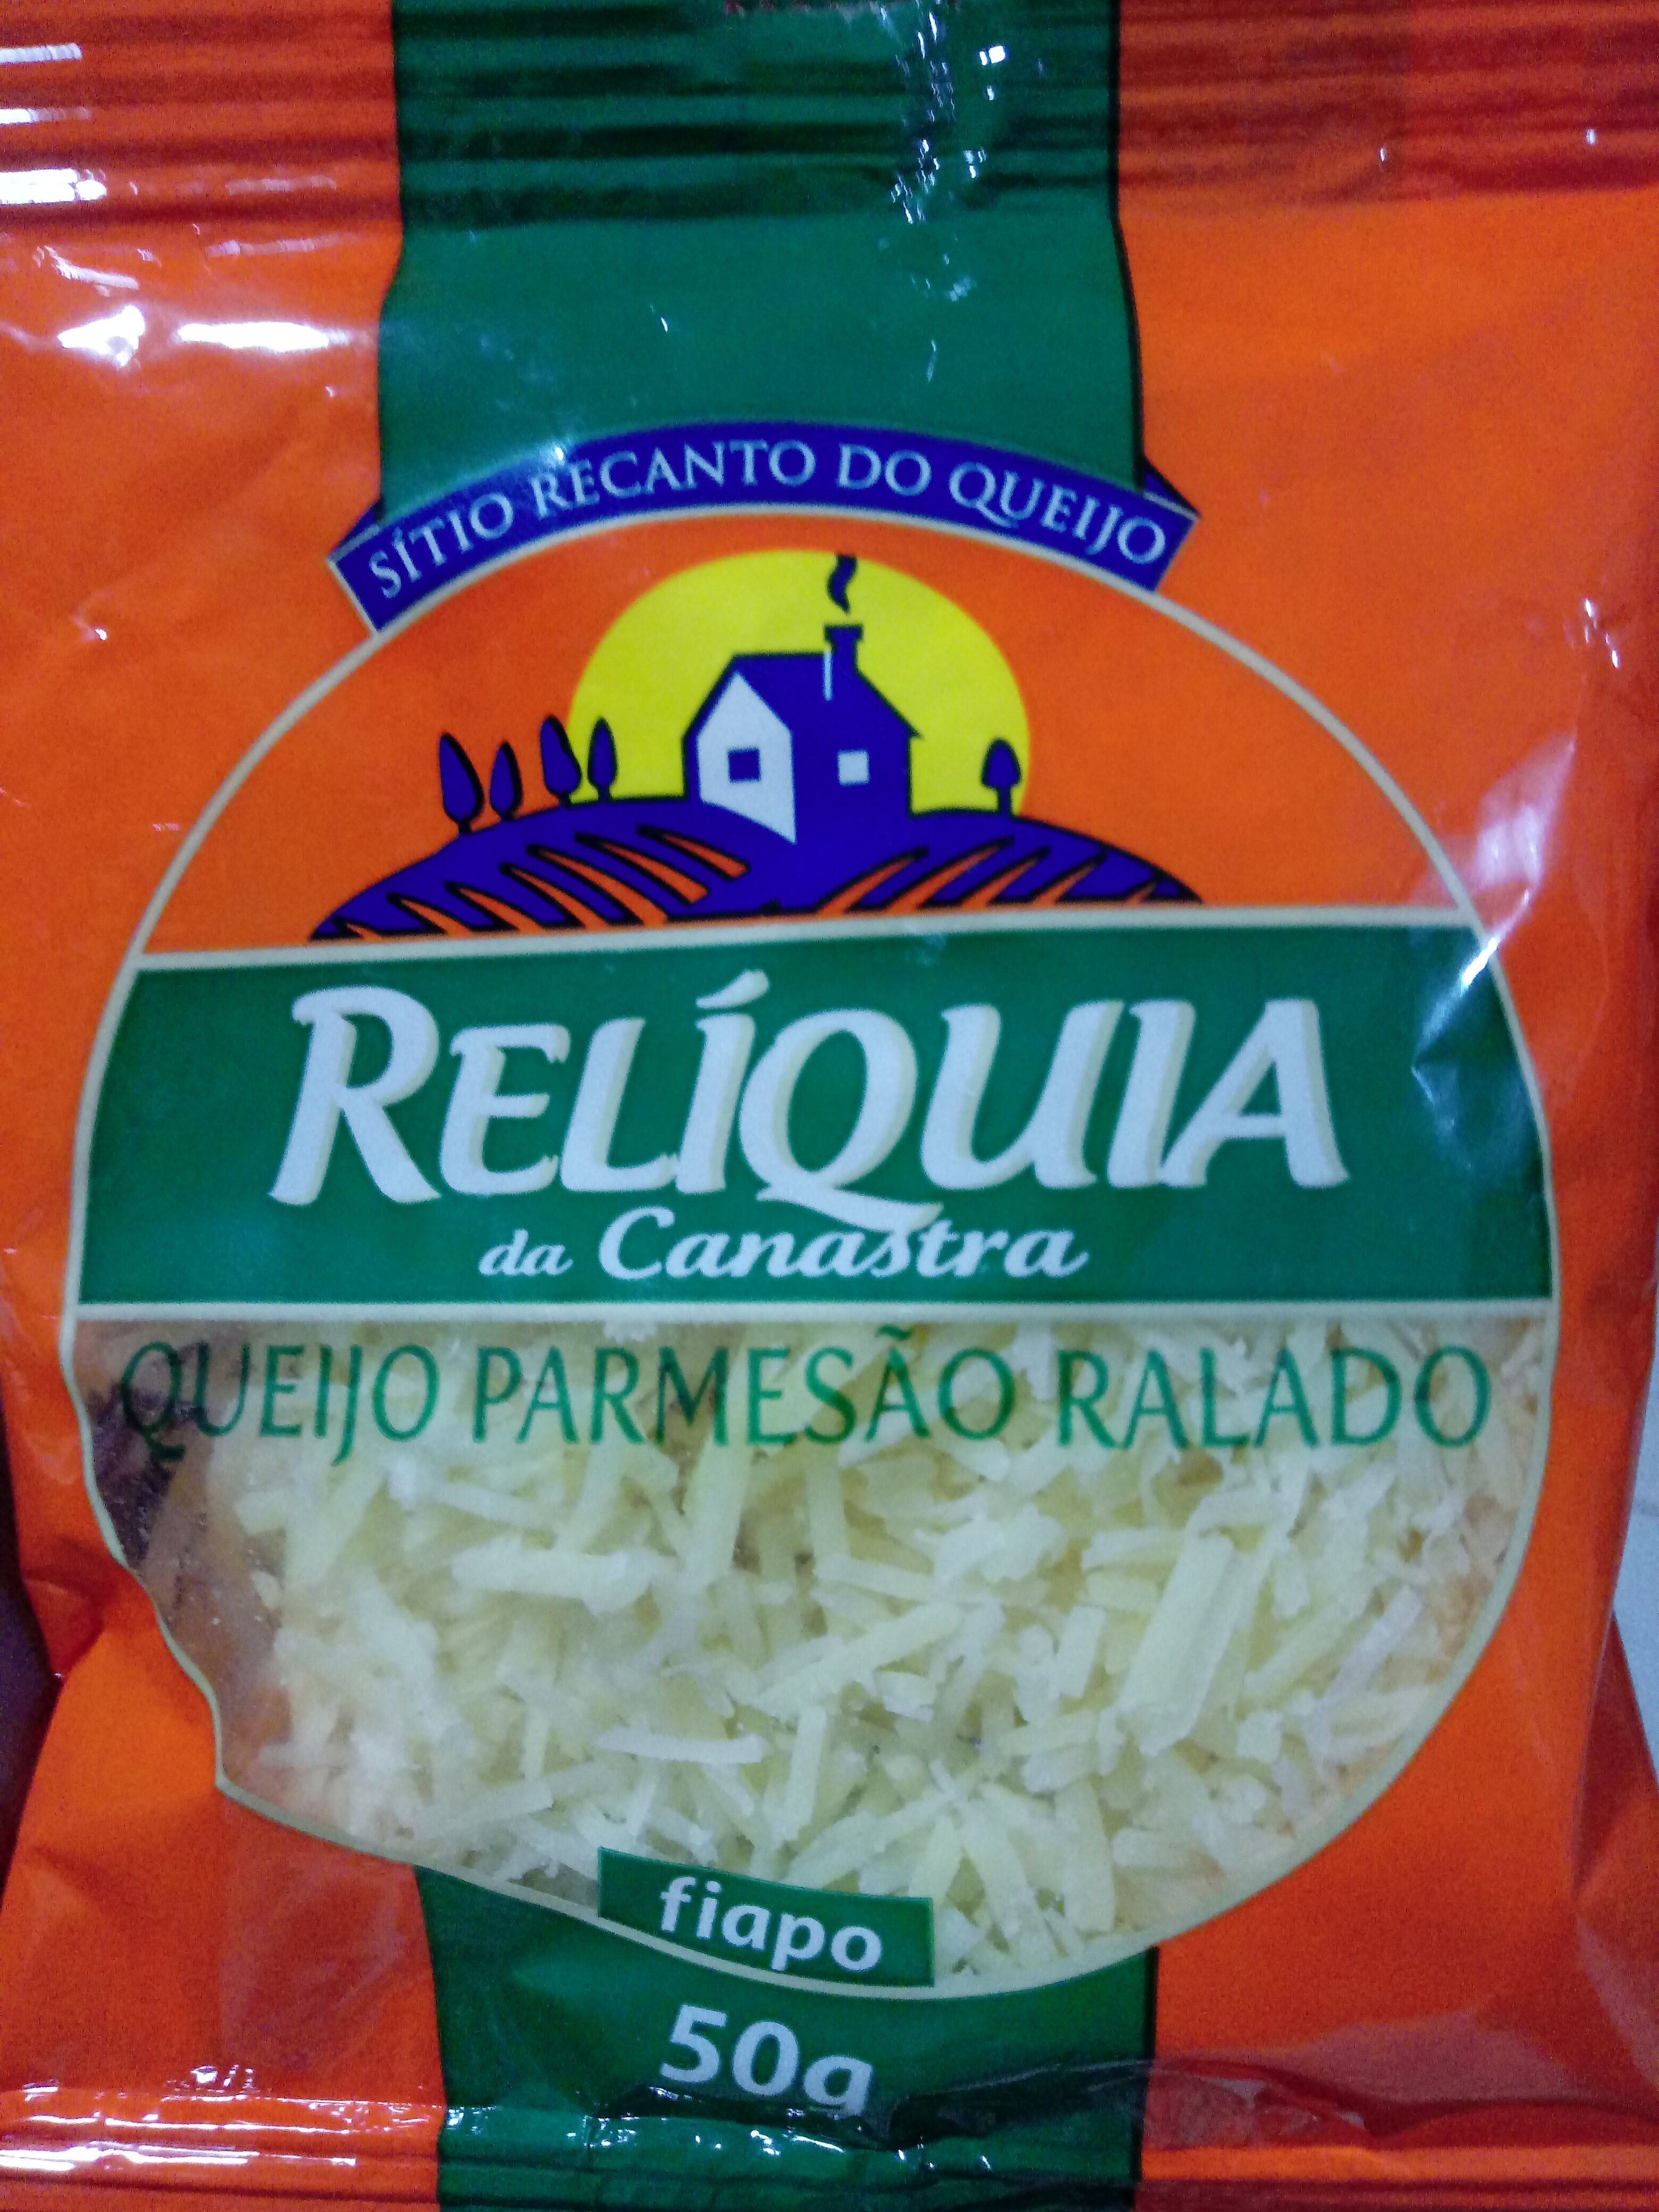 SÍTIO RECANTO DO QUEIJO
RELÍQUIA
da Canastra
QUEIJO PARMESÃO RALADO
fiapo
50g